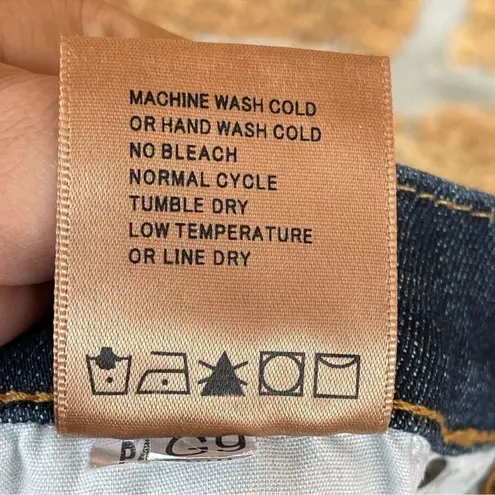 MACHINE WASH COLD
OR HAND WASH COLD
NO BLEACH
NORMAL CYCLE
TUMBLE DRY
LOW TEMPERATURE
OR LINE DRY